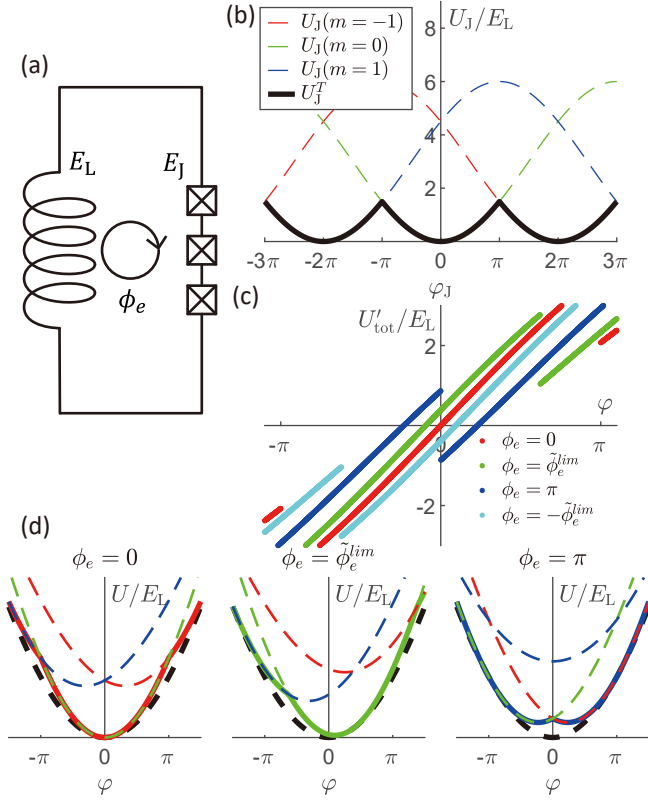 (a)
E_L
E_J
ϕ_e
(b)
U_J(m = −1)
U_J(m = 0)
U_J(m = 1)
U_J^T
U_J/E_L
8
6
4
2
-3π
-2π
-π
0
π
2π
3π
φ_J
(c)
U'_tot/E_L
2
φ
-π
0
π
-2
ϕ_e = 0
ϕ_e = ϕ̃_e^{lim}
ϕ_e = π
ϕ_e = −ϕ̃_e^{lim}
(d)
ϕ_e = 0
ϕ_e = ϕ̃_e^{lim}
ϕ_e = π
U/E_L
U/E_L
U/E_L
-π 0 π
-π 0 π
-π 0 π
φ
φ
φ